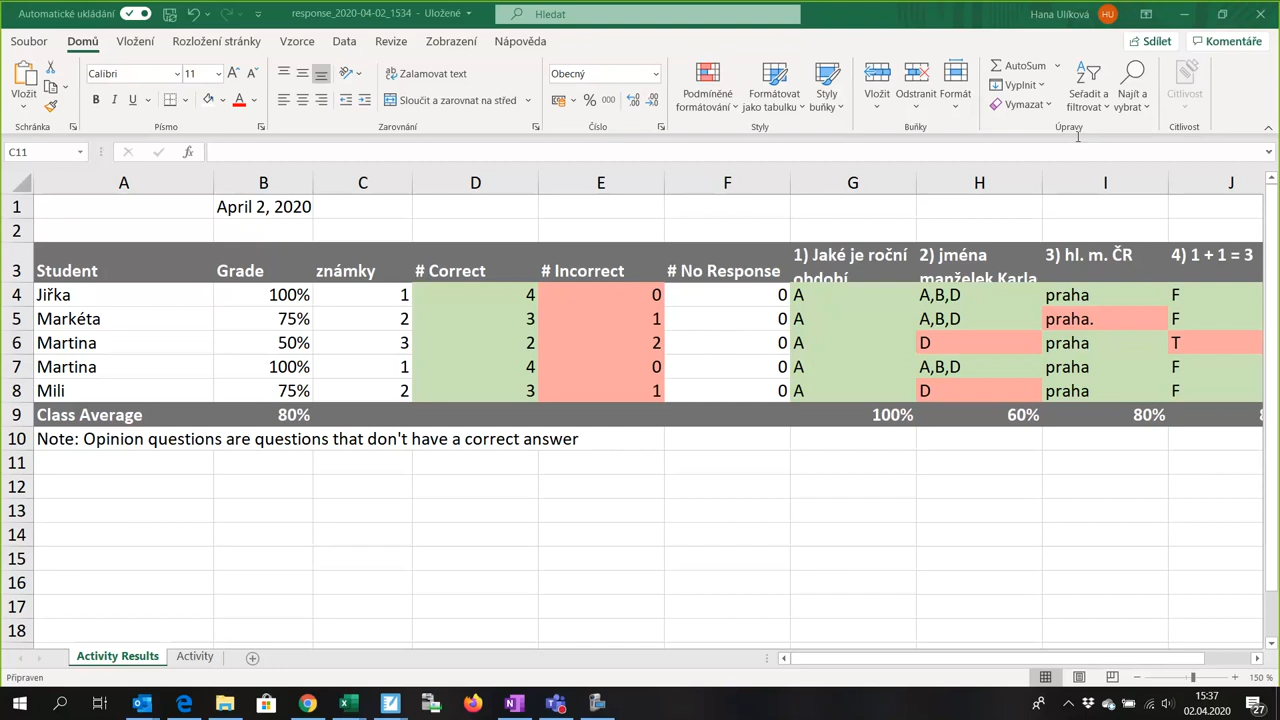 Automatické ukládání
response_2020-04-02_1534 - Uložené
Hledat
Hana Ulíková
HU
Soubor Domů Vložení Rozložení stránky Vzorce Data Revize Zobrazení Nápověda
Sdílet
Komentáře
Vložit
Calibri 11
Zalamovat text
Sloučit a zarovnat na střed
Obecný
Podmíněné formátování
Formátovat jako tabulku
Styly buňky
Vložit
Odstranit
Formát
AutoSum
Vyplnit
Vymazat
Seřadit a filtrovat
Najít a vybrat
Citlivost
Schránka Písmo Zarovnání Číslo Styly Buňky Úpravy Citlivost
C11
fx
A B C D E F G H I J
1 April 2, 2020
2
3 Student Grade známky # Correct # Incorrect # No Response 1) Jaké je roční období 2) jména manželek Karla 3) hl. m. ČR 4) 1 + 1 = 3
4 Jiřka 100% 1 4 0 0 A A,B,D praha F
5 Markéta 75% 2 3 1 0 A A,B,D praha. F
6 Martina 50% 3 2 2 0 A D praha T
7 Martina 100% 1 4 0 0 A A,B,D praha F
8 Mili 75% 2 3 1 0 A D praha F
9 Class Average 80% 100% 60% 80%
10 Note: Opinion questions are questions that don't have a correct answer
11
12
13
14
15
16
17
18
Activity Results Activity
Připraven
150 %
15:37
02.04.2020
27